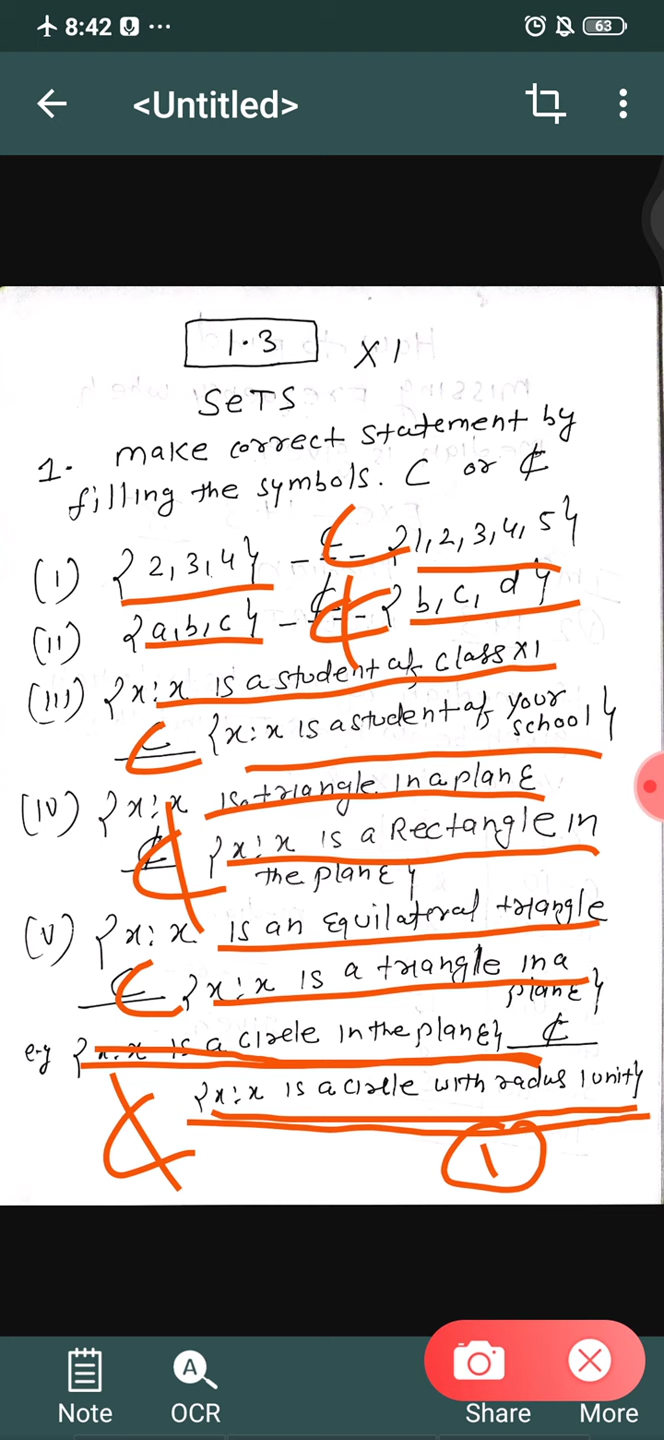 8:42
63
<Untitled>
1.3 XI
SeTS
1. make correct statement by
filling the symbols. ⊂ or ⊄
(I) {2,3,4} - ⊂ - {1,2,3,4,5}
(II) {a,b,c} - ⊄ - {b,c,d}
(III) {x:x is a student of class XI
⊂ {x:x is a student of your school}
(IV) {x:x is triangle in a plane
⊄ {x:x is a Rectangle in
the plane}
(V) {x:x is an equilateral triangle
⊂ {x:x is a triangle in a
plane}
e-g {x:x is a circle in the plane} ⊄
{x:x is a circle with radus 1 unity
1
Note OCR Share More